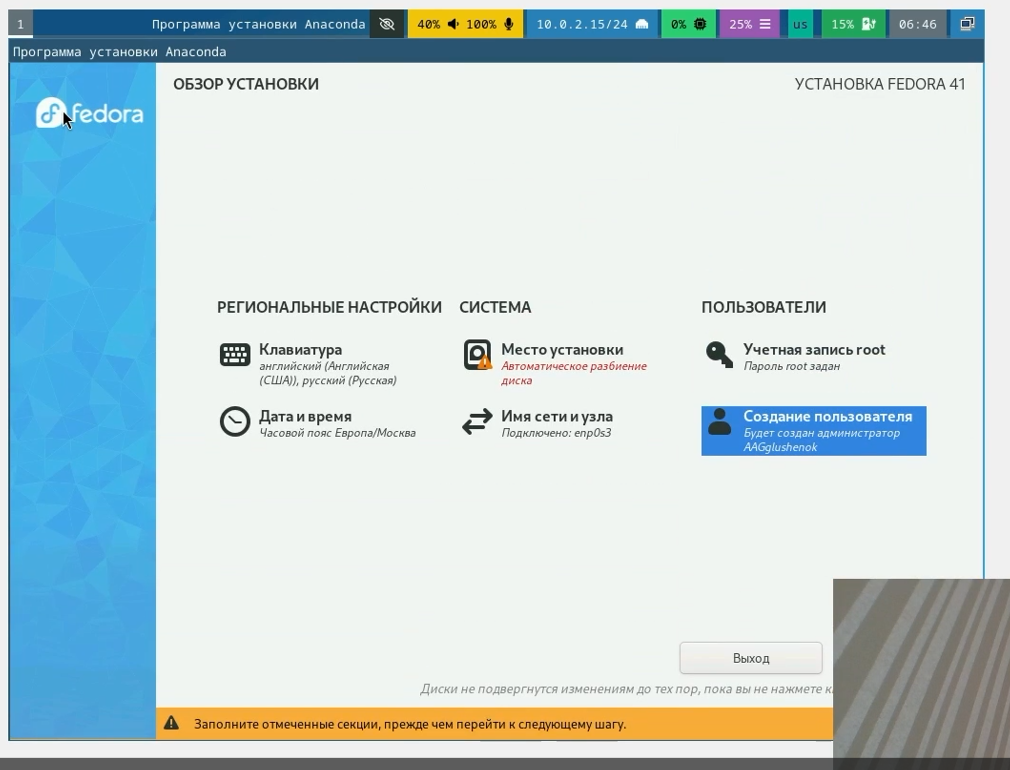 1 Программа установки Anaconda 40% 100% 10.0.2.15/24 0% 25% us 15% 06:46
Программа установки Anaconda
fedora
ОБЗОР УСТАНОВКИ
УСТАНОВКА FEDORA 41
РЕГИОНАЛЬНЫЕ НАСТРОЙКИ
Клавиатура
английский (Английская
(США)), русский (Русская)
Дата и время
Часовой пояс Европа/Москва
СИСТЕМА
Место установки
Автоматическое разбиение
диска
Имя сети и узла
Подключено: enp0s3
ПОЛЬЗОВАТЕЛИ
Учетная запись root
Пароль root задан
Создание пользователя
Будет создан администратор
AAGglushenok
Выход
Диски не подвергнутся изменениям до тех пор, пока вы не нажмете
Заполните отмеченные секции, прежде чем перейти к следующему шагу.